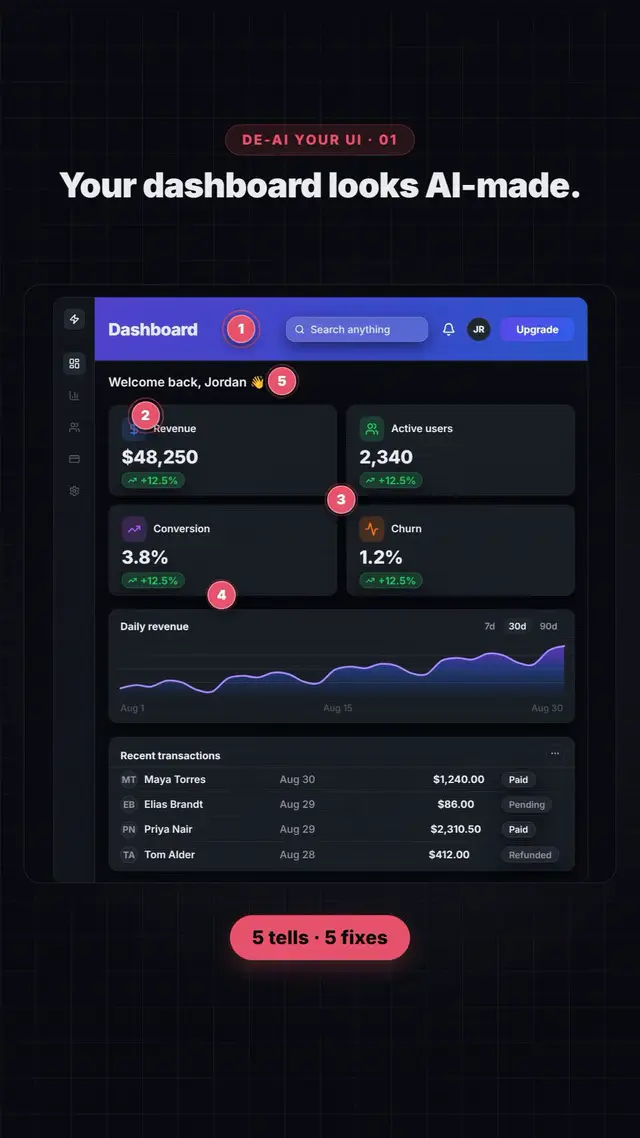 DE-AI YOUR UI · 01
Your dashboard looks AI-made.
Dashboard 1 Search anything JR Upgrade
Welcome back, Jordan 👋 5
2
$ Revenue Active users
$48,250 2,340
+12.5% +12.5%
3
Conversion Churn
3.8% 1.2%
+12.5% +12.5%
4
Daily revenue 7d 30d 90d
Aug 1 Aug 15 Aug 30
Recent transactions ...
MT Maya Torres Aug 30 $1,240.00 Paid
EB Elias Brandt Aug 29 $86.00 Pending
PN Priya Nair Aug 29 $2,310.50 Paid
TA Tom Alder Aug 28 $412.00 Refunded
5 tells · 5 fixes